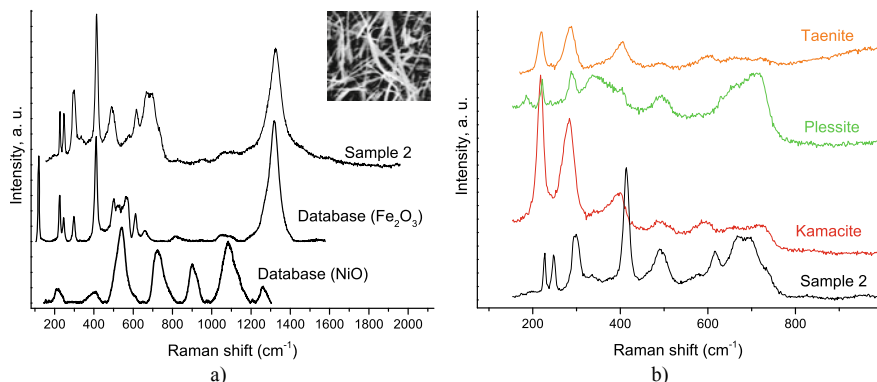 Intensity, a. u.
Sample 2
Database (Fe₂O₃)
Database (NiO)
200 400 600 800 1000 1200 1400 1600 1800 2000
Raman shift (cm⁻¹)
a)
Intensity, a. u.
Taenite
Plessite
Kamacite
Sample 2
200 400 600 800
Raman shift (cm⁻¹)
b)